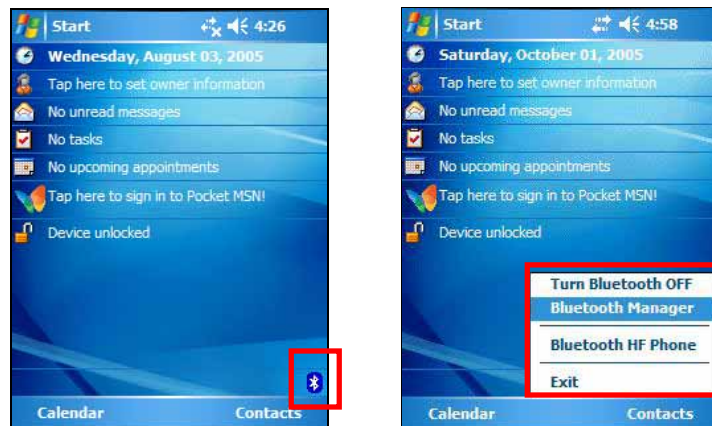 Start 4:26
Wednesday, August 03, 2005
Tap here to set owner information
No unread messages
No tasks
No upcoming appointments
Tap here to sign in to Pocket MSN!
Device unlocked
Calendar Contacts
Start 4:58
Saturday, October 01, 2005
Tap here to set owner information
No unread messages
No tasks
No upcoming appointments
Tap here to sign in to Pocket MSN!
Device unlocked
Turn Bluetooth OFF
Bluetooth Manager
Bluetooth HF Phone
Exit
Calendar Contacts